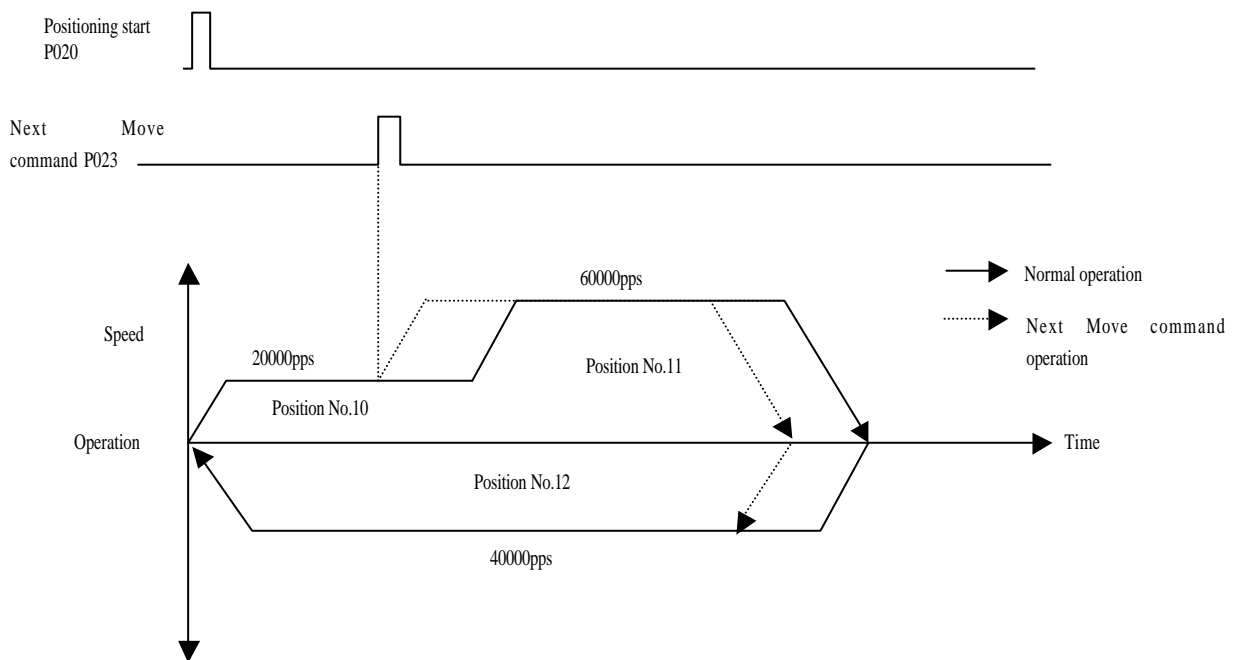 Positioning start
P020
Next Move
command P023
60000pps
Normal operation
Next Move command
operation
Speed
20000pps
Position No.11
Position No.10
Operation
Time
Position No.12
40000pps